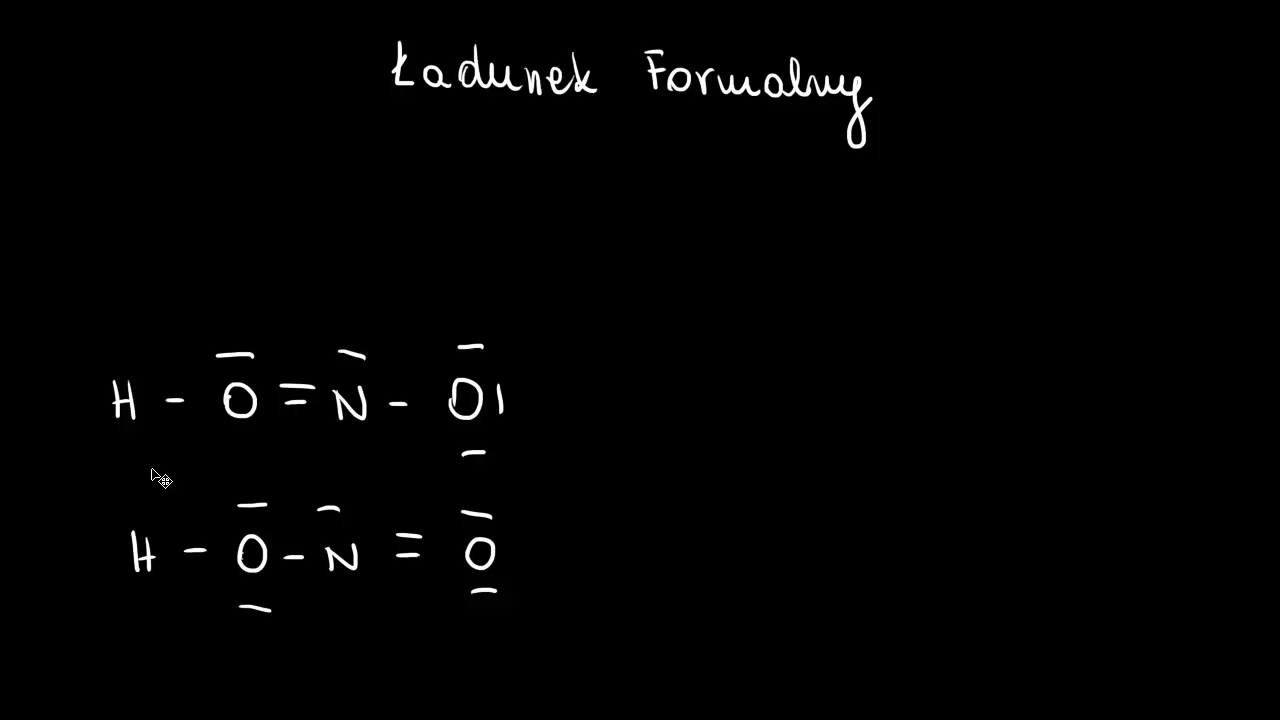 Ładunek Formalny
H - O = N - O|
H - O - N = O